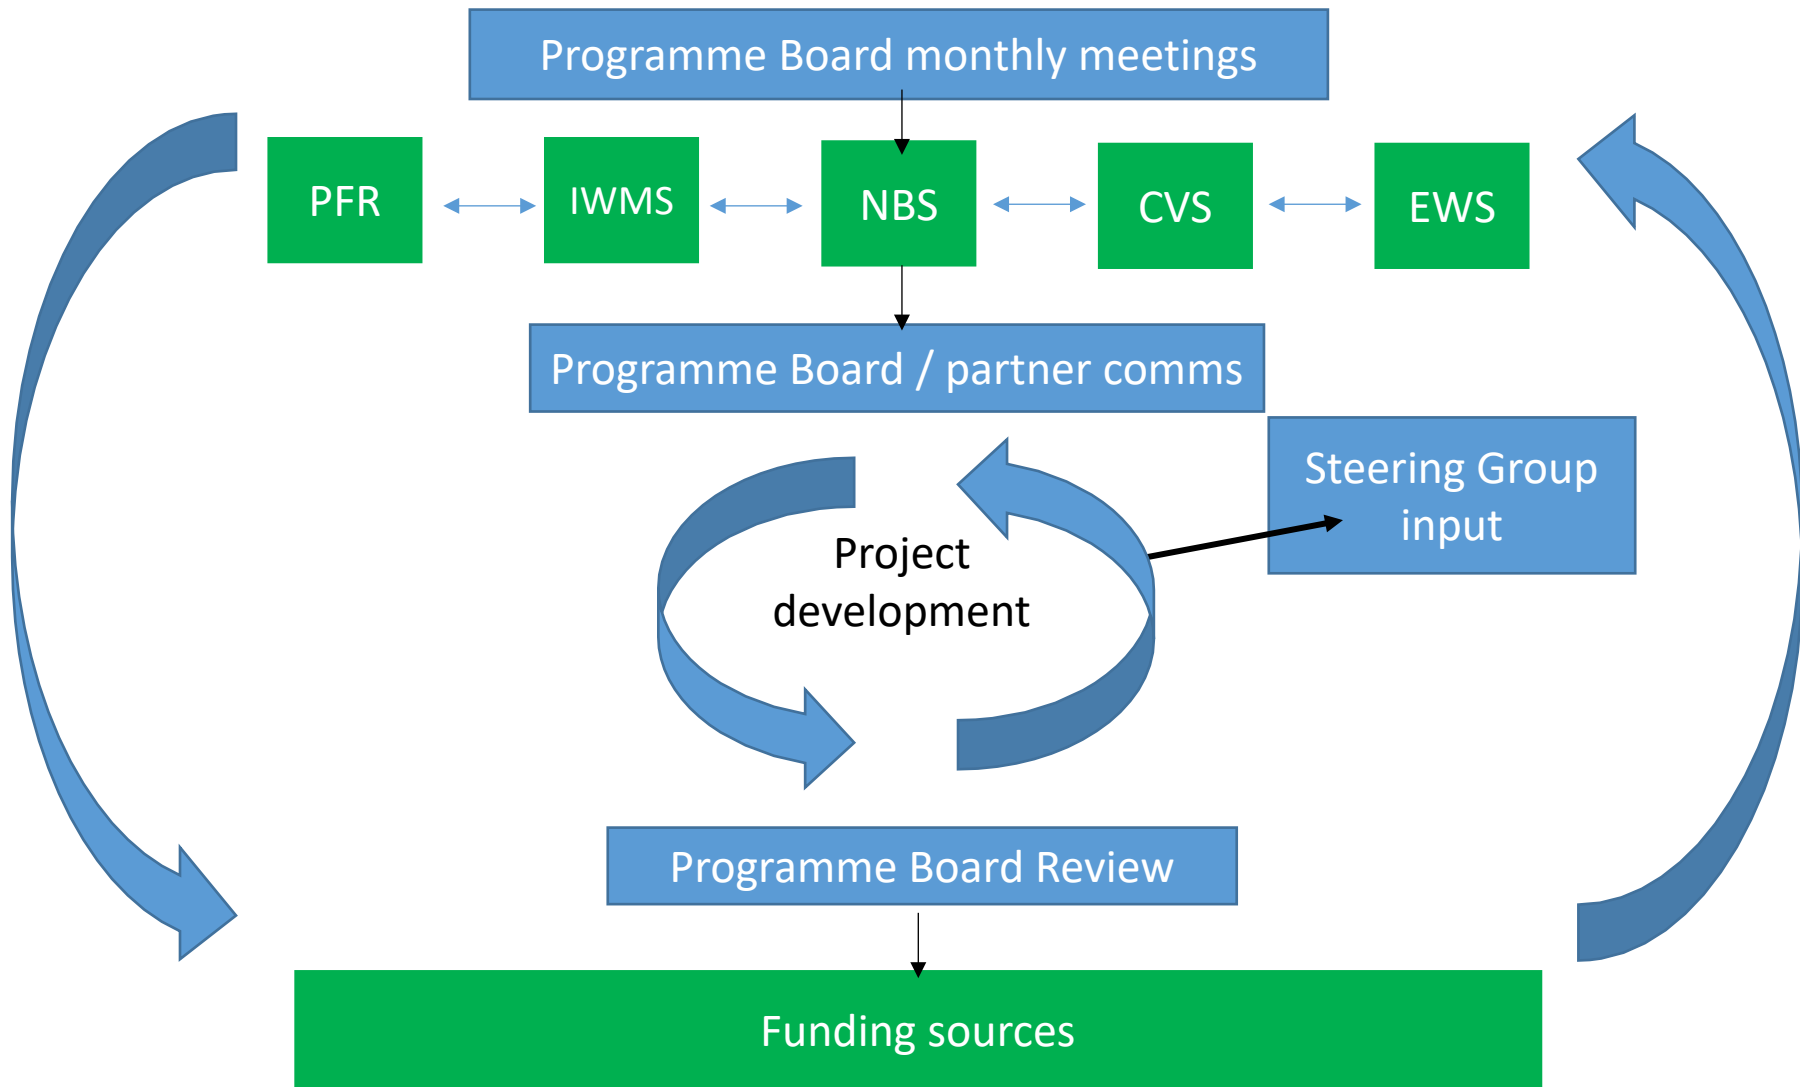 Programme Board monthly meetings
PFR
IWMS
NBS
CVS
EWS
Programme Board / partner comms
Steering Group
input
Project
development
Programme Board Review
Funding sources